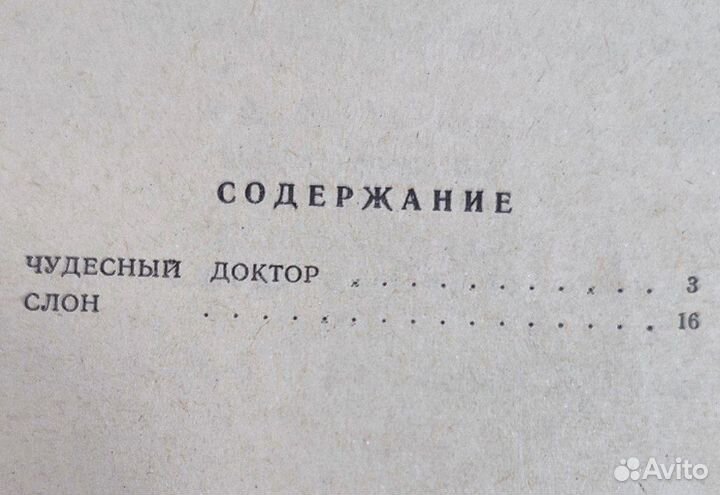 СОДЕРЖАНИЕ
ЧУДЕСНЫЙ ДОКТОР . . . . . . . . . . . 3
СЛОН . . . . . . . . . . . . . . . . 16
Avito